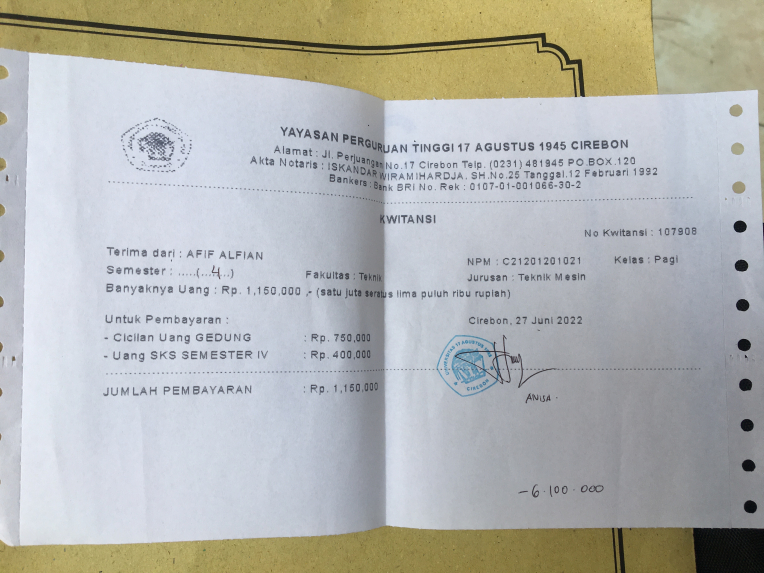 YAYASAN PERGURUAN TINGGI 17 AGUSTUS 1945 CIREBON
Alamat : Jl. Perjuangan No.17 Cirebon Telp. (0231) 481945 PO.BOX.120
Akta Notaris : ISKANDAR WIRAMIHARDJA, SH.No.25 Tanggal.12 Februari 1992
Bankers : Bank BRI No. Rek : 0107-01-001066-30-2
KWITANSI
No Kwitansi : 107908
Terima dari : AFIF ALFIAN NPM : C21201201021 Kelas : Pagi
Semester : .....(...4...) Fakultas : Teknik Jurusan : Teknik Mesin
Banyaknya Uang : Rp. 1,150,000 ,- (satu juta seratus lima puluh ribu rupiah)
Untuk Pembayaran : Cirebon, 27 Juni 2022
- Cicilan Uang GEDUNG : Rp. 750,000
- Uang SKS SEMESTER IV : Rp. 400,000
UNIVERSITAS 17 AGUSTUS 1945
CIREBON
JUMLAH PEMBAYARAN : Rp. 1,150,000
ANISA
-6.100.000